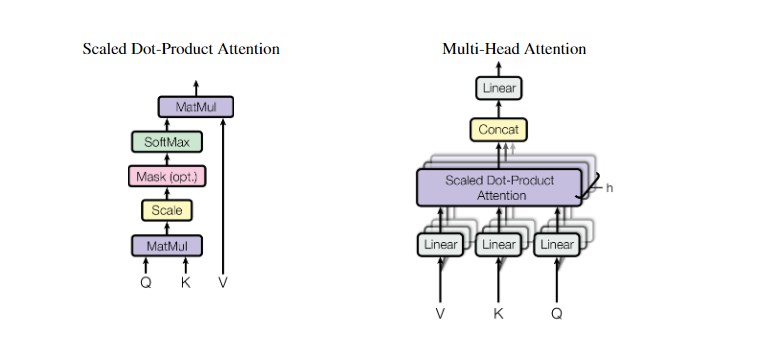 Scaled Dot-Product Attention
MatMul
SoftMax
Mask (opt.)
Scale
MatMul
Q K V
Multi-Head Attention
Linear
Concat
Scaled Dot-Product
Attention
h
Linear Linear Linear
V K Q